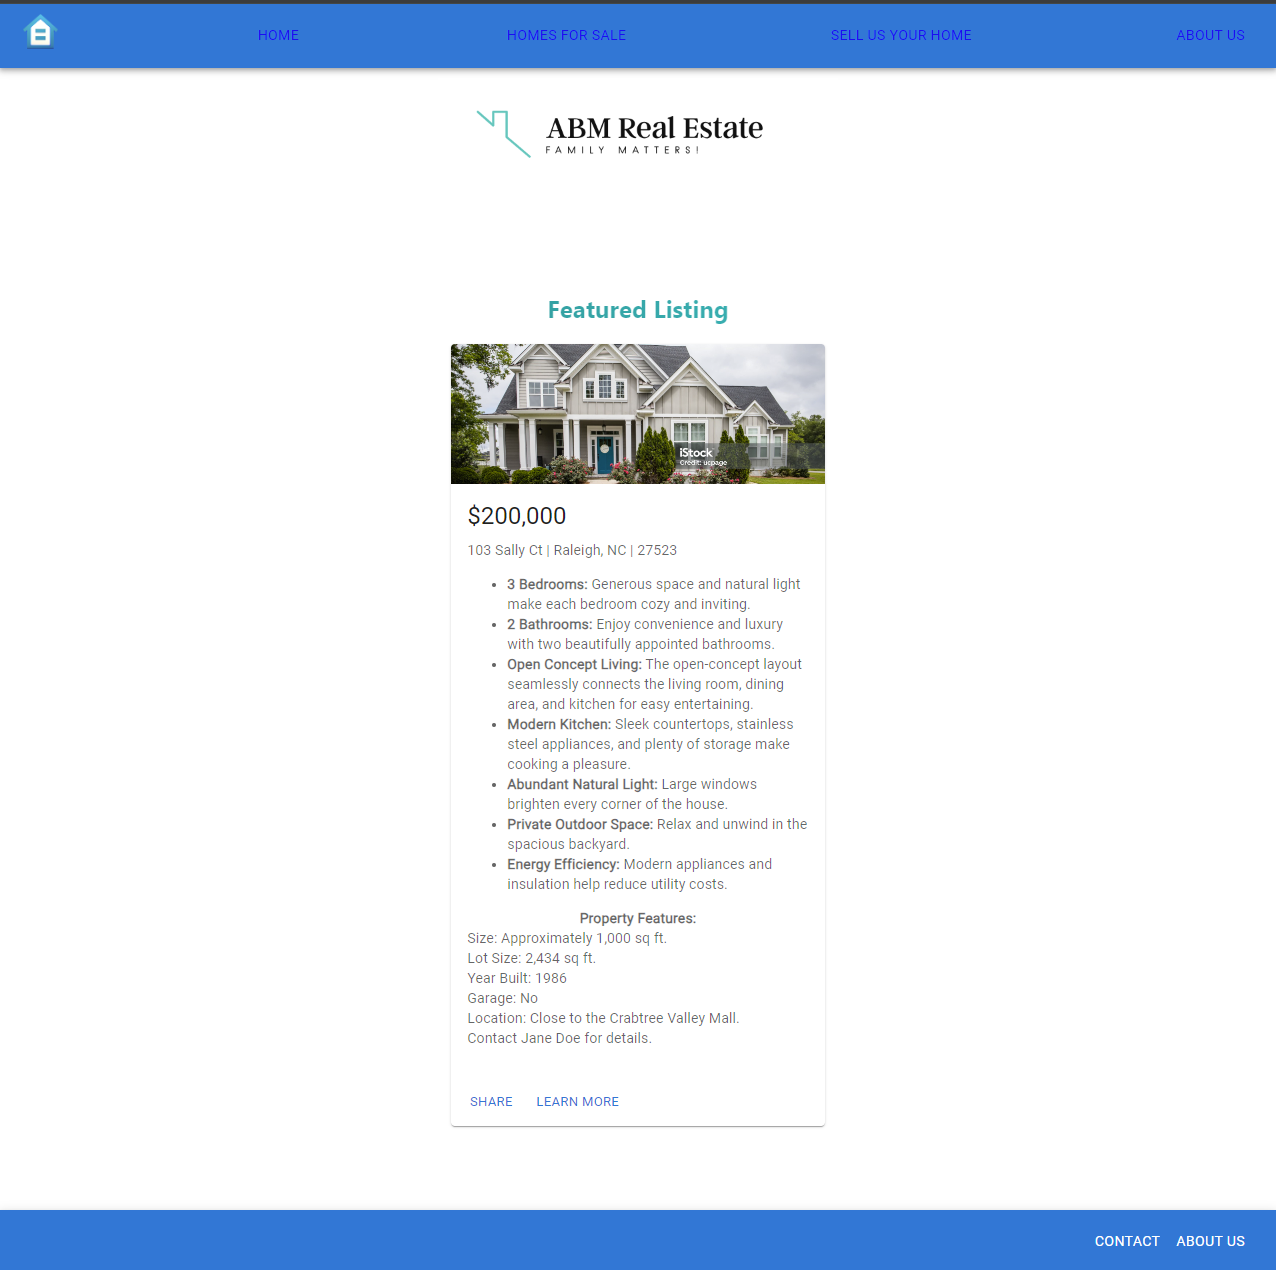 HOME HOMES FOR SALE SELL US YOUR HOME ABOUT US
ABM Real Estate
FAMILY MATTERS!
Featured Listing
iStock
Credit: ucpage
$200,000
103 Sally Ct | Raleigh, NC | 27523
• 3 Bedrooms: Generous space and natural light
make each bedroom cozy and inviting.
• 2 Bathrooms: Enjoy convenience and luxury
with two beautifully appointed bathrooms.
• Open Concept Living: The open-concept layout
seamlessly connects the living room, dining
area, and kitchen for easy entertaining.
• Modern Kitchen: Sleek countertops, stainless
steel appliances, and plenty of storage make
cooking a pleasure.
• Abundant Natural Light: Large windows
brighten every corner of the house.
• Private Outdoor Space: Relax and unwind in the
spacious backyard.
• Energy Efficiency: Modern appliances and
insulation help reduce utility costs.
Property Features:
Size: Approximately 1,000 sq ft.
Lot Size: 2,434 sq ft.
Year Built: 1986
Garage: No
Location: Close to the Crabtree Valley Mall.
Contact Jane Doe for details.
SHARE LEARN MORE
CONTACT ABOUT US